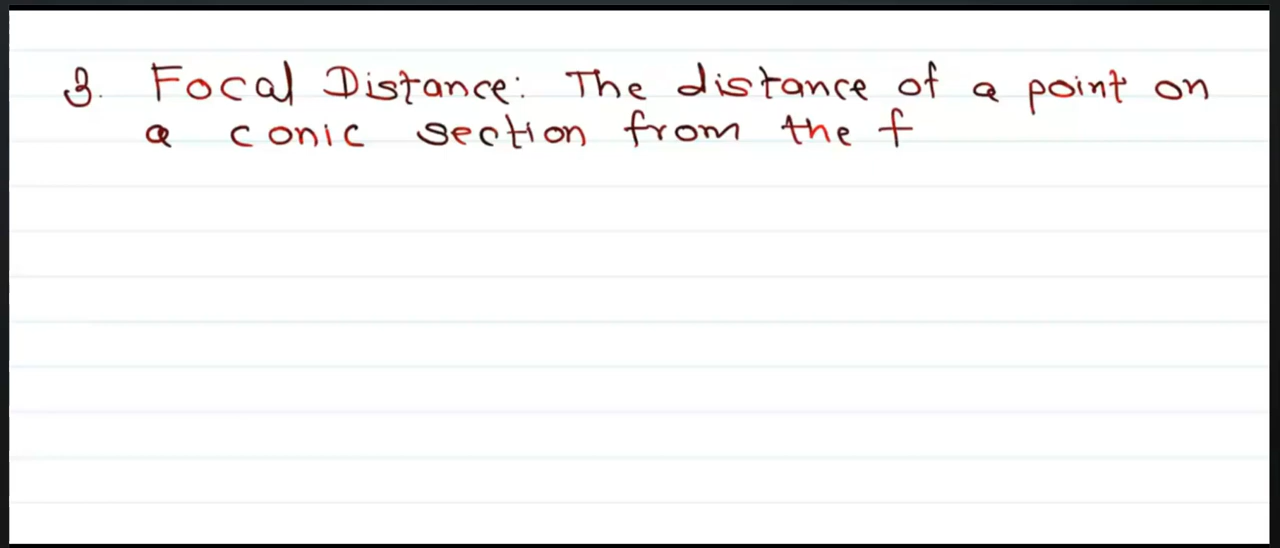 3. Focal Distance: The distance of a point on
a conic section from the f